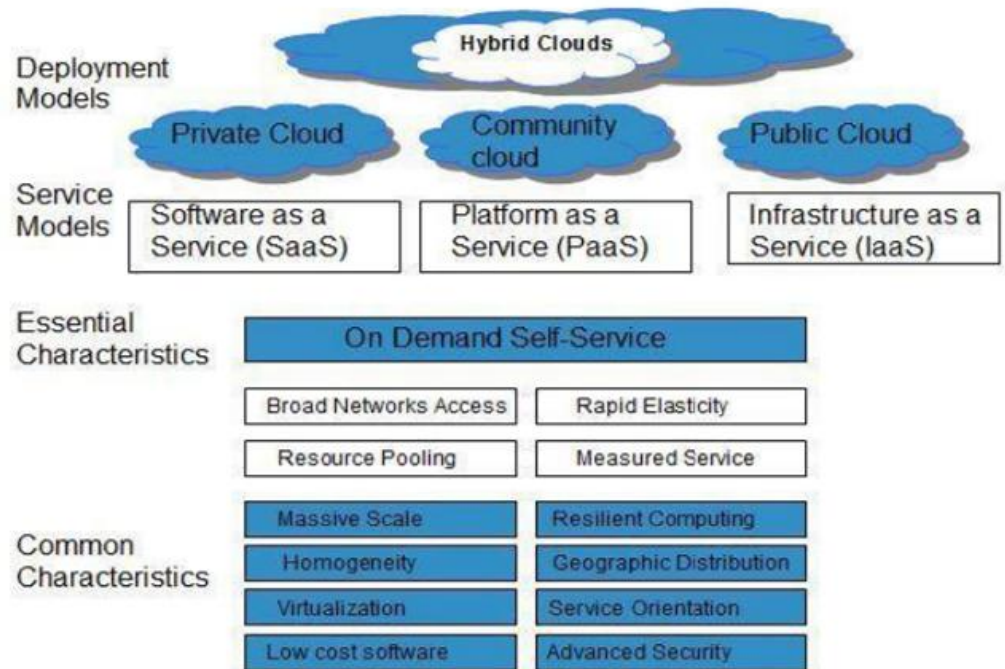 Hybrid Clouds
Deployment
Models
Private Cloud
Community
cloud
Public Cloud
Service
Models
Software as a
Service (SaaS)
Platform as a
Service (PaaS)
Infrastructure as a
Service (IaaS)
Essential
Characteristics
On Demand Self-Service
Broad Networks Access
Rapid Elasticity
Resource Pooling
Measured Service
Common
Characteristics
Massive Scale
Resilient Computing
Homogeneity
Geographic Distribution
Virtualization
Service Orientation
Low cost software
Advanced Security